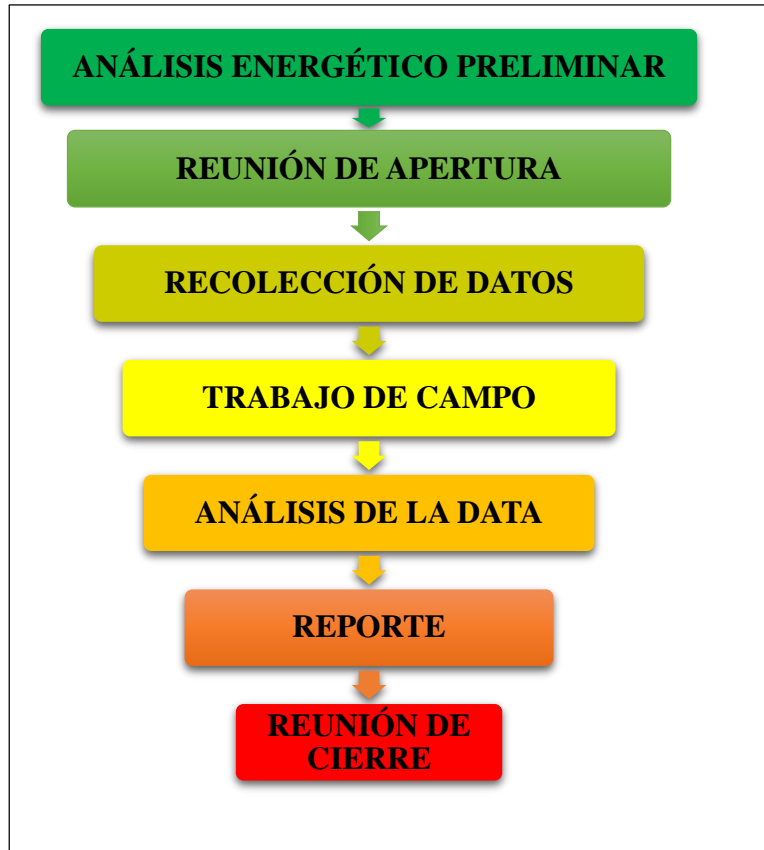 ANÁLISIS ENERGÉTICO PRELIMINAR
REUNIÓN DE APERTURA
RECOLECCIÓN DE DATOS
TRABAJO DE CAMPO
ANÁLISIS DE LA DATA
REPORTE
REUNIÓN DE
CIERRE